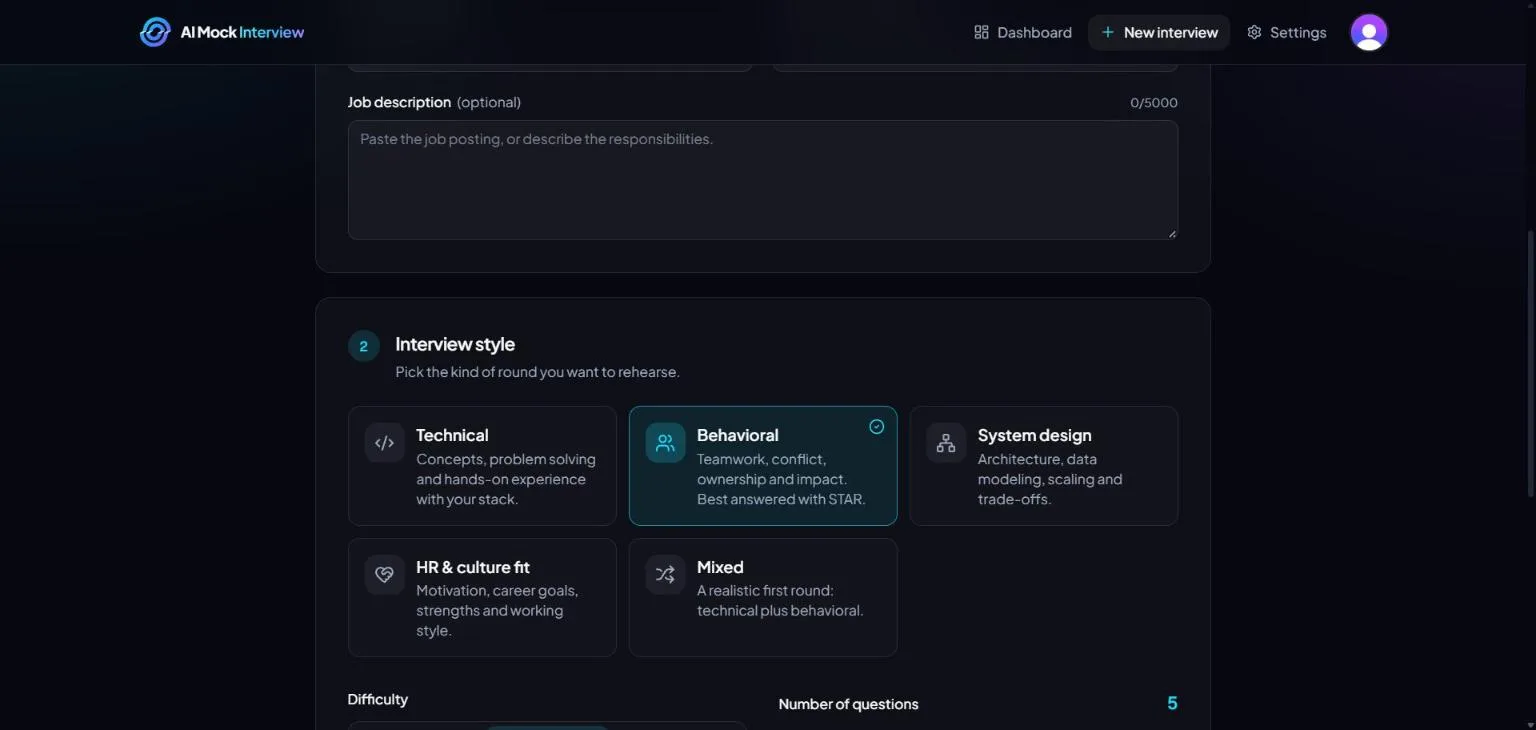 AI Mock Interview
Dashboard
New interview
Settings
Job description (optional)
0/5000
Paste the job posting, or describe the responsibilities.
2
Interview style
Pick the kind of round you want to rehearse.
Technical
Concepts, problem solving
and hands-on experience
with your stack.
Behavioral
Teamwork, conflict,
ownership and impact.
Best answered with STAR.
System design
Architecture, data
modeling, scaling and
trade-offs.
HR & culture fit
Motivation, career goals,
strengths and working
style.
Mixed
A realistic first round:
technical plus behavioral.
Difficulty
Number of questions
5